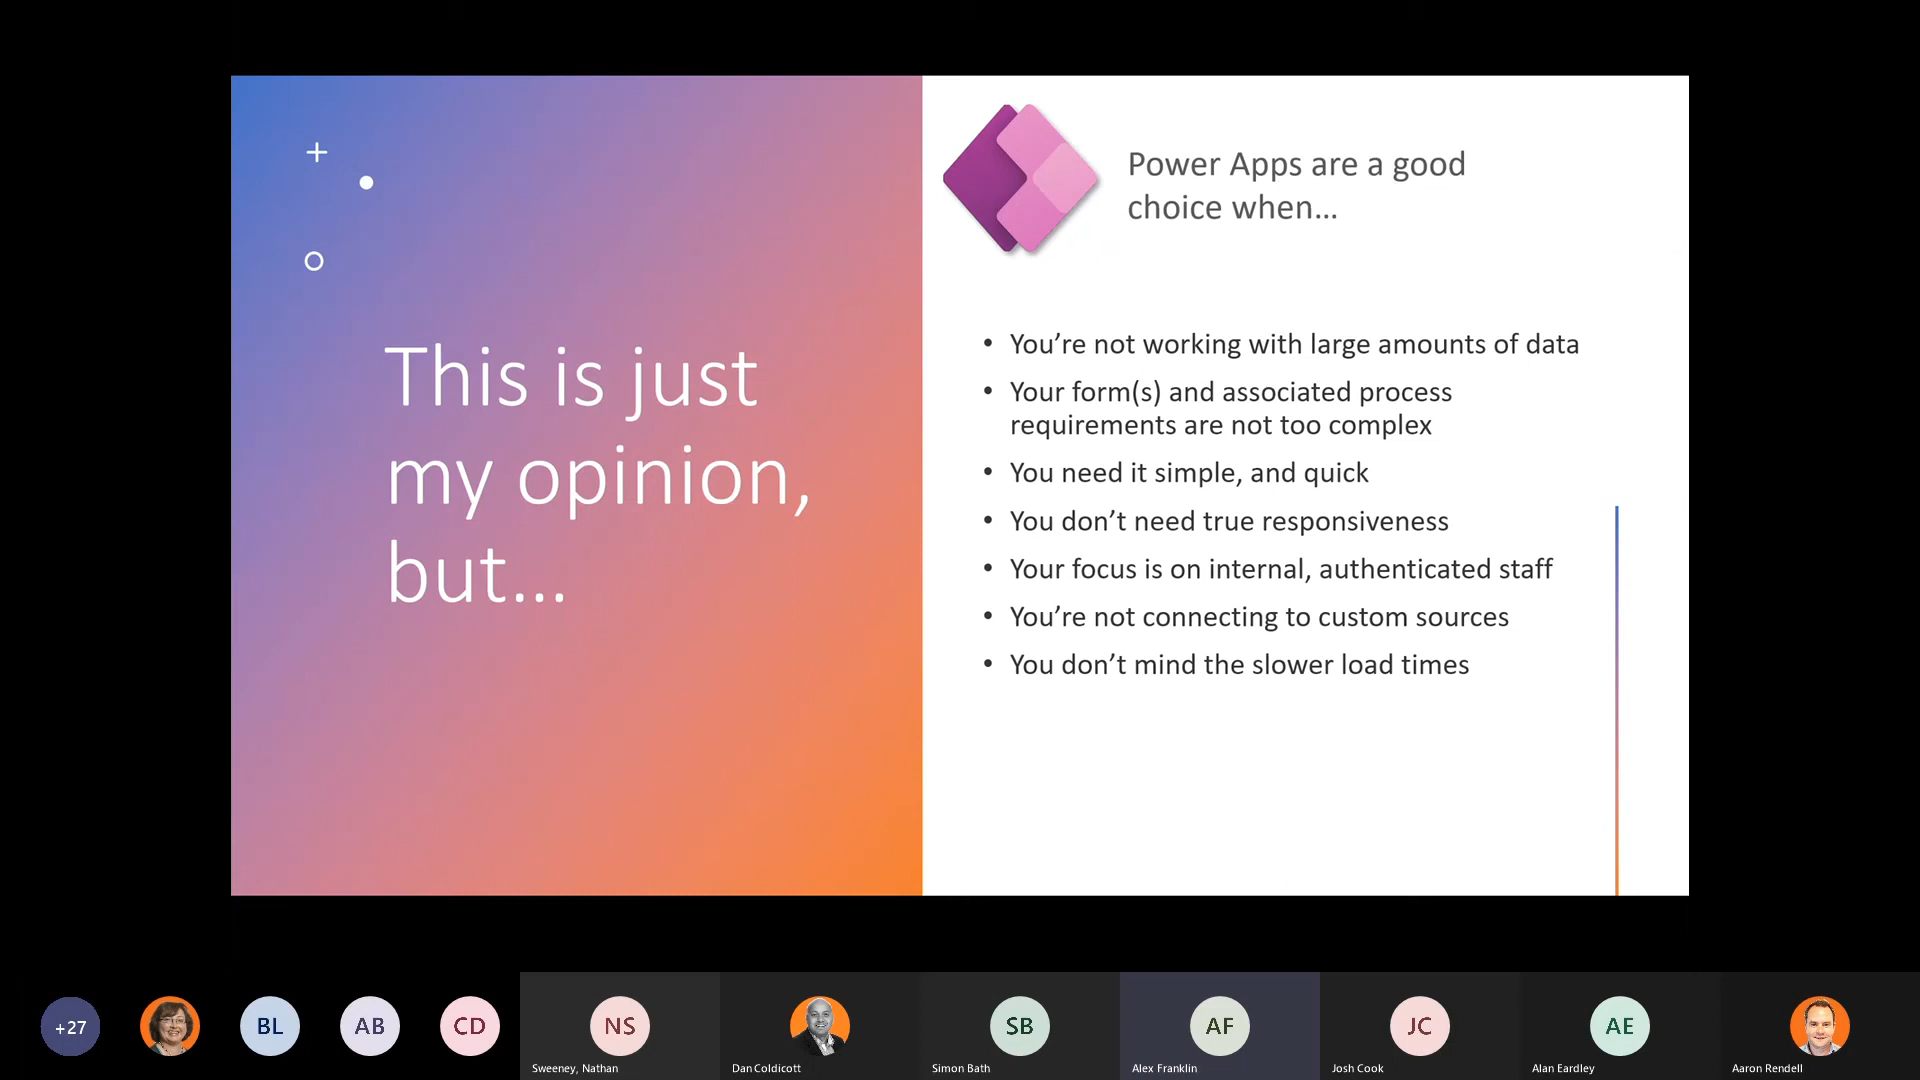 This is just
my opinion,
but...
Power Apps are a good
choice when...
• You’re not working with large amounts of data
• Your form(s) and associated process
requirements are not too complex
• You need it simple, and quick
• You don’t need true responsiveness
• Your focus is on internal, authenticated staff
• You’re not connecting to custom sources
• You don’t mind the slower load times
+27
BL
AB
CD
NS
SB
AF
JC
AE
Sweeney, Nathan
Dan Coldicott
Simon Bath
Alex Franklin
Josh Cook
Alan Eardley
Aaron Rendell